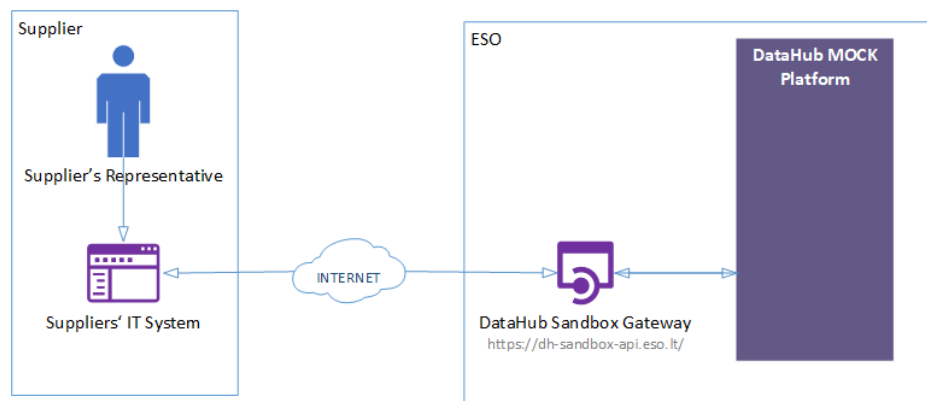 Supplier
Supplier's Representative
Suppliers‘ IT System
INTERNET
ESO
DataHub MOCK
Platform
DataHub Sandbox Gateway
https://dh-sandbox-api.eso.lt/